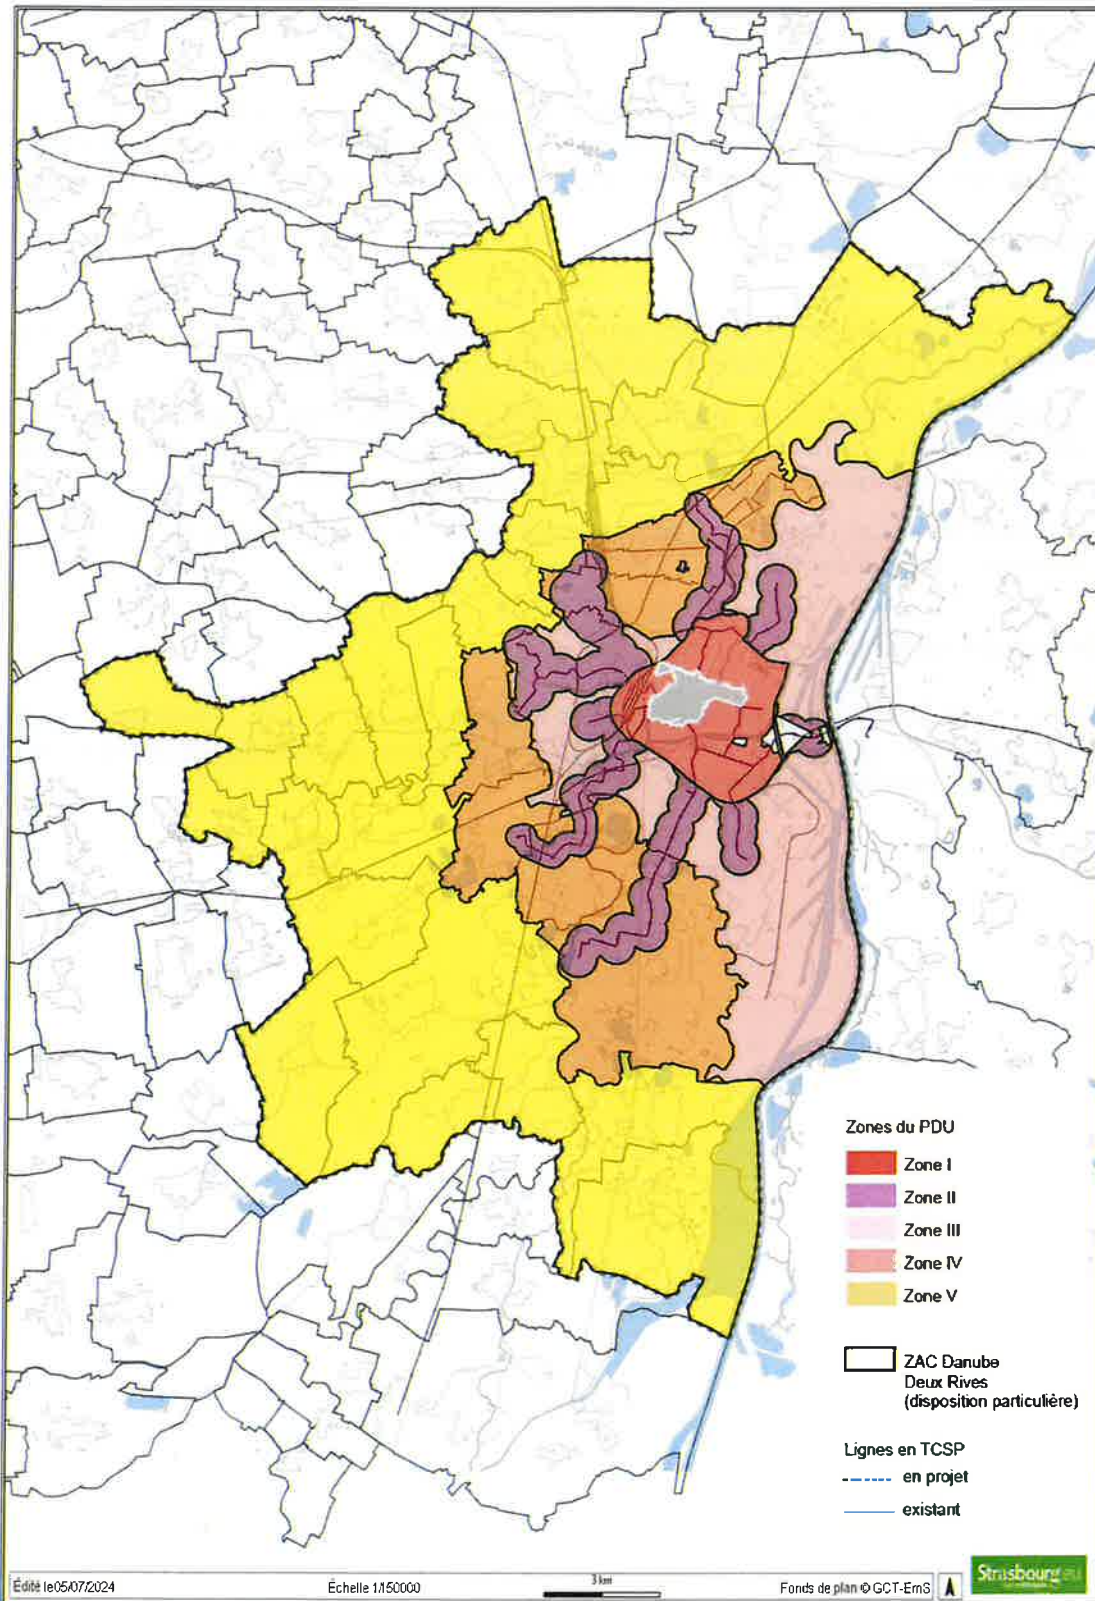 Zones du PDU
Zone I
Zone II
Zone III
Zone IV
Zone V
ZAC Danube
Deux Rives
(disposition particulière)
Lignes en TCSP
en projet
existant
Édité le05/07/2024
Échelle 1/150000
3 km
Fonds de plan © GCT-EmS
Strasbourg.eu